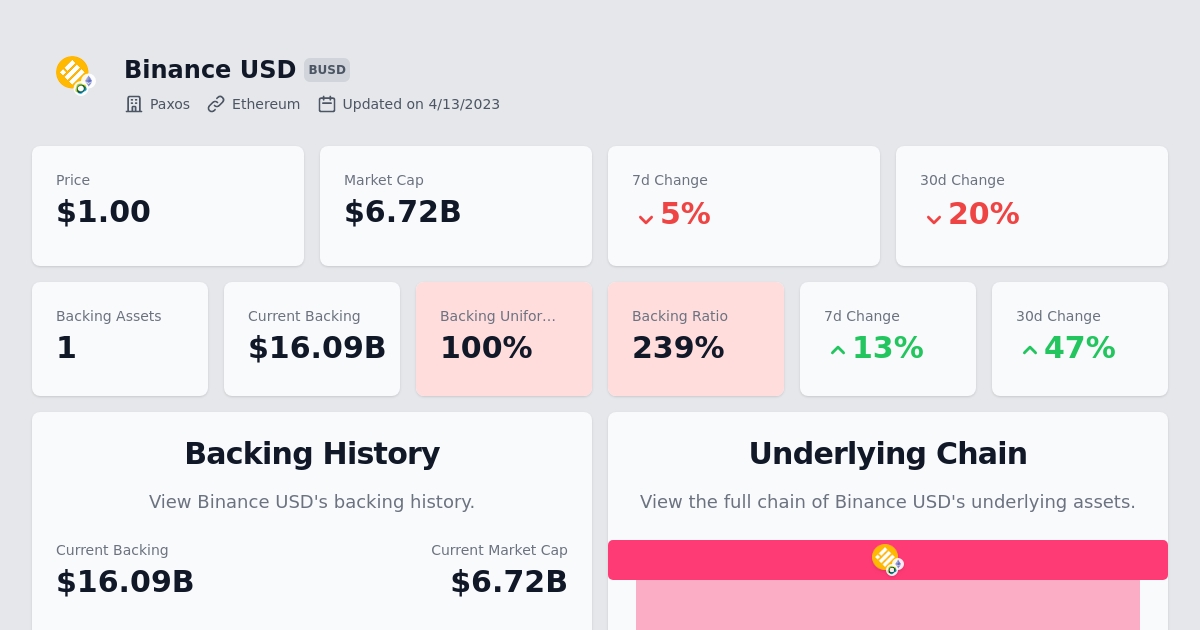 Binance USD BUSD
Paxos Ethereum Updated on 4/13/2023
Price
$1.00
Market Cap
$6.72B
7d Change
5%
30d Change
20%
Backing Assets
1
Current Backing
$16.09B
Backing Unifor...
100%
Backing Ratio
239%
7d Change
13%
30d Change
47%
Backing History
View Binance USD's backing history.
Current Backing
$16.09B
Current Market Cap
$6.72B
Underlying Chain
View the full chain of Binance USD's underlying assets.